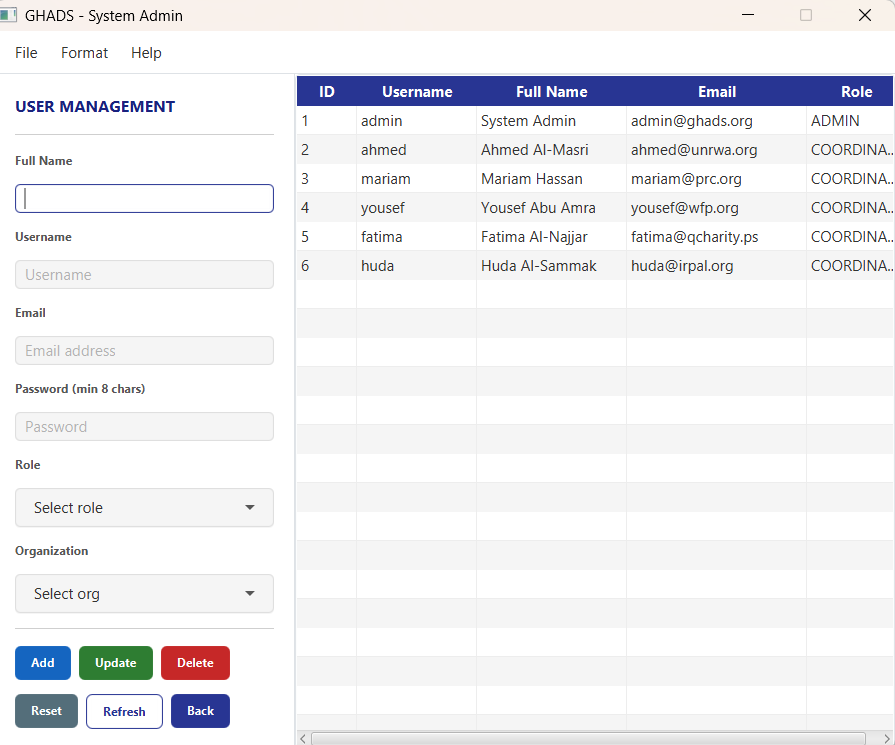 GHADS - System Admin
File Format Help
USER MANAGEMENT
Full Name
Username
Username
Email
Email address
Password (min 8 chars)
Password
Role
Select role
Organization
Select org
Add Update Delete
Reset Refresh Back
ID Username Full Name Email Role
1 admin System Admin admin@ghads.org ADMIN
2 ahmed Ahmed Al-Masri ahmed@unrwa.org COORDINA..
3 mariam Mariam Hassan mariam@prc.org COORDINA..
4 yousef Yousef Abu Amra yousef@wfp.org COORDINA..
5 fatima Fatima Al-Najjar fatima@qcharity.ps COORDINA..
6 huda Huda Al-Sammak huda@irpal.org COORDINA..